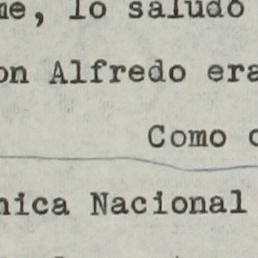 me, lo saludo
on Alfredo era
Como
nica Nacional